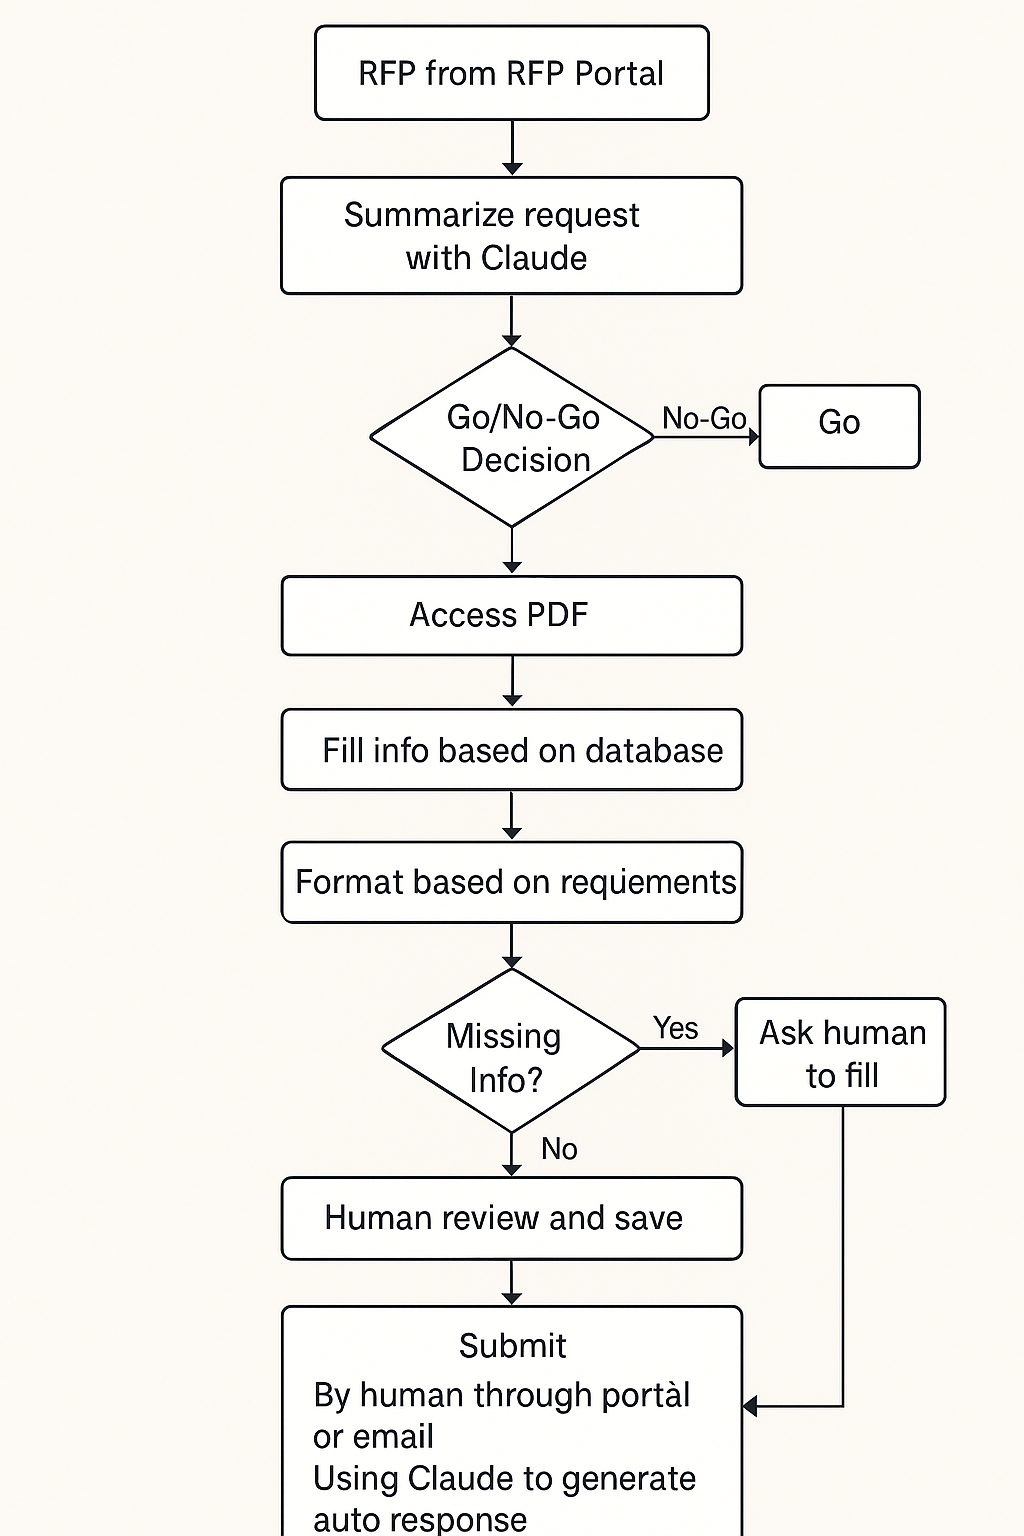 RFP from RFP Portal
Summarize request
with Claude
Go/No-Go
Decision
No-Go
Go
Access PDF
Fill info based on database
Format based on requiements
Missing
Info?
Yes
Ask human
to fill
No
Human review and save
Submit
By human through portàl
or email
Using Claude to generate
auto response